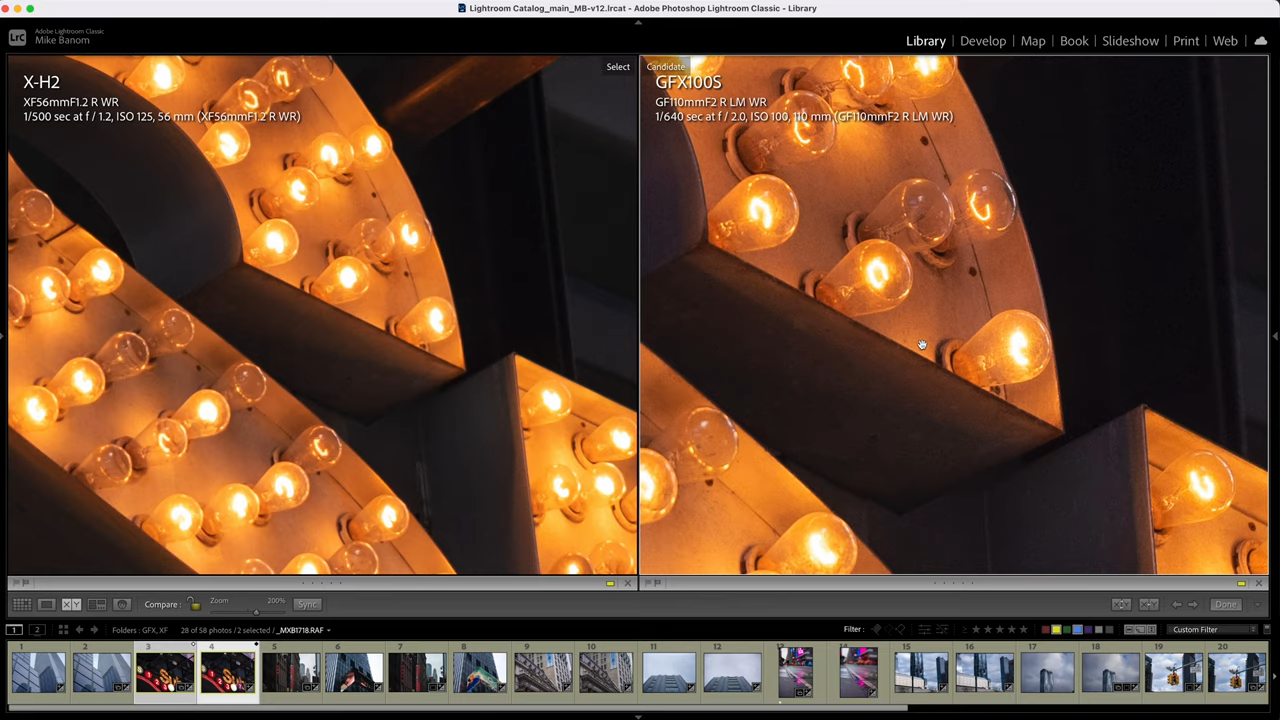 Lightroom Catalog_main_MB-v12.lrcat - Adobe Photoshop Lightroom Classic - Library
LrC
Adobe Lightroom Classic
Mike Banom
Library | Develop | Map | Book | Slideshow | Print | Web
X-H2
XF56mmF1.2 R WR
1/500 sec at f / 1.2, ISO 125, 56 mm (XF56mmF1.2 R WR)
Select
Candidate
GFX100S
GF110mmF2 R LM WR
1/640 sec at f / 2.0, ISO 100, 110 mm (GF110mmF2 R LM WR)
X Y
Compare :
Zoom
200%
Sync
X Y
Done
1 2
Folders : GFX, XF
28 of 58 photos / 2 selected / _MXB1718.RAF
Filter :
Custom Filter
1 2 3 4 5 6 7 8 9 10 11 12 15 16 17 18 19 20